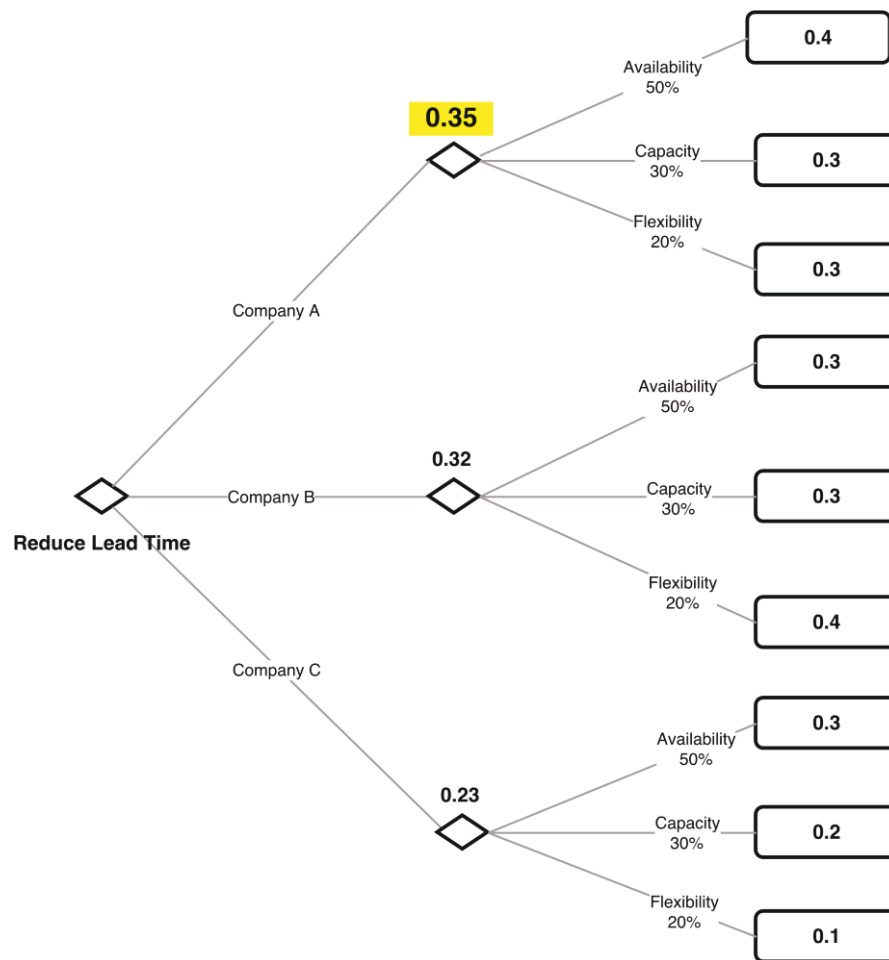 0.4
Availability
50%
0.35
Capacity
30%
0.3
Flexibility
20%
0.3
Company A
0.3
Availability
50%
0.32
Capacity
30%
0.3
Company B
Reduce Lead Time
Flexibility
20%
0.4
Company C
0.3
Availability
50%
0.23
Capacity
30%
0.2
Flexibility
20%
0.1